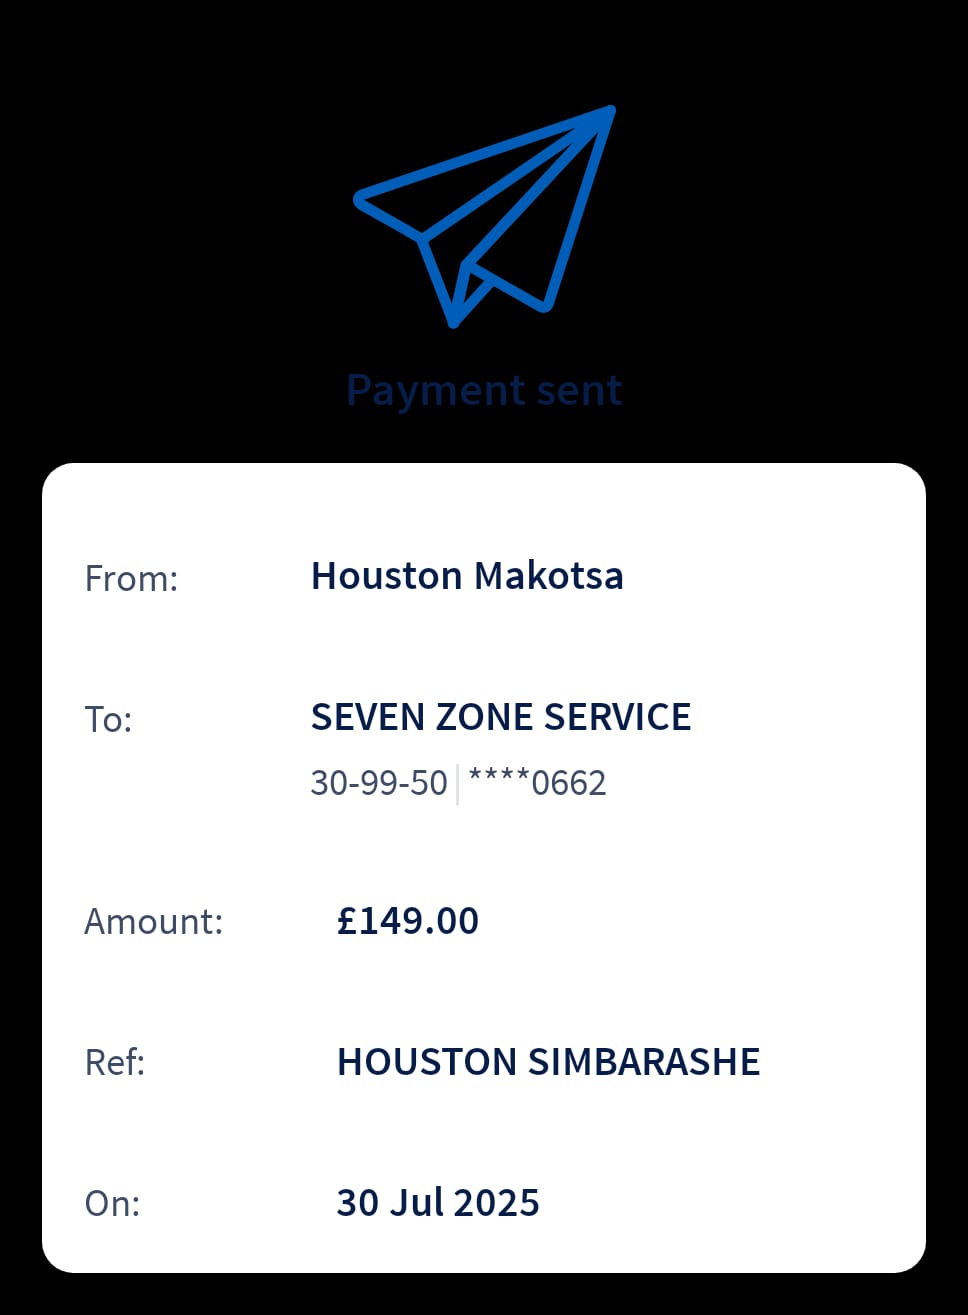 Payment sent
From: Houston Makotsa
To: SEVEN ZONE SERVICE
30-99-50 | ****0662
Amount: £149.00
Ref: HOUSTON SIMBARASHE
On: 30 Jul 2025